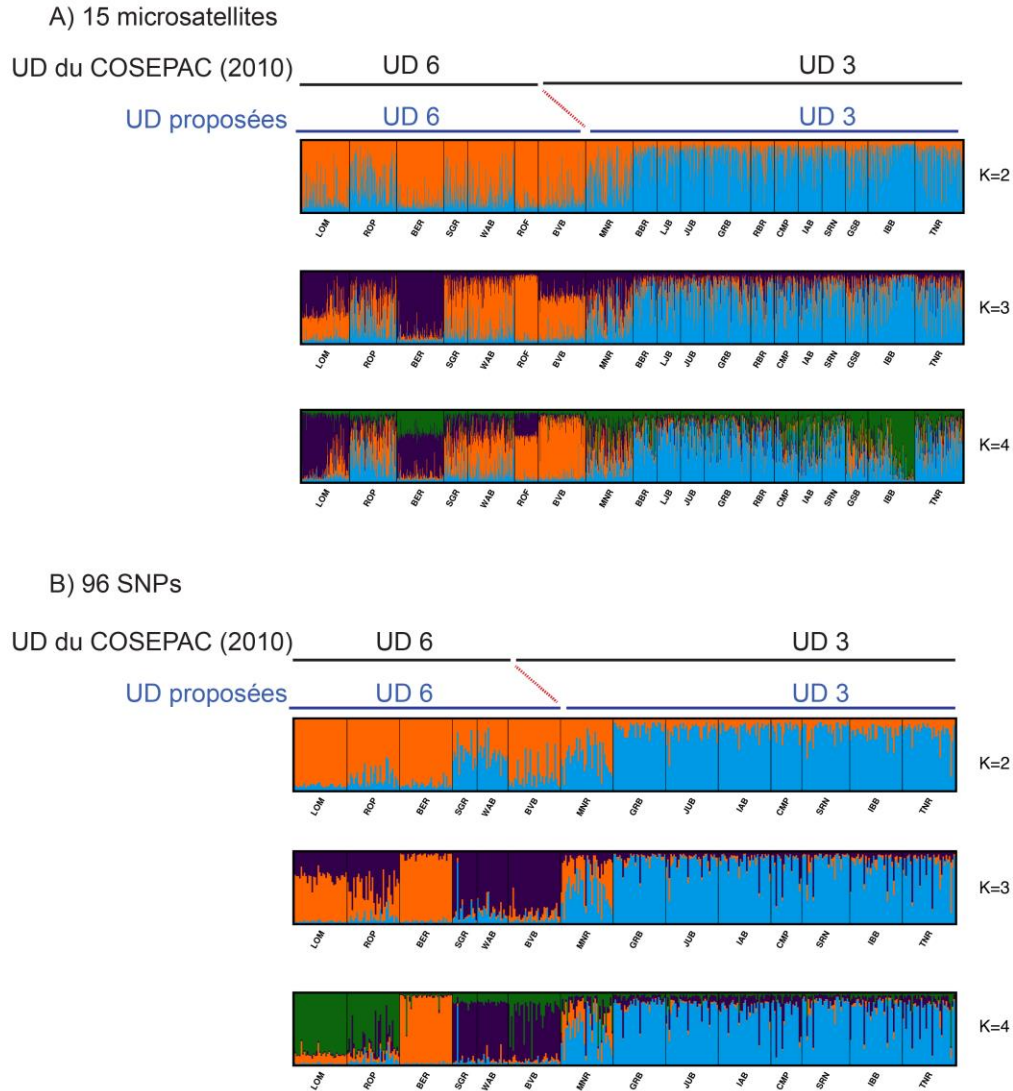 A) 15 microsatellites
UD du COSEPAC (2010) UD 6 UD 3
UD proposées UD 6 UD 3
K=2
LOM ROP BER SGR WAB ROF BVB MNR BBR LJB JUB GRB RBR CMP IAB SRN GSB IBB TNR
K=3
LOM ROP BER SGR WAB ROF BVB MNR BBR LJB JUB GRB RBR CMP IAB SRN GSB IBB TNR
K=4
LOM ROP BER SGR WAB ROF BVB MNR BBR LJB JUB GRB RBR CMP IAB SRN GSB IBB TNR
B) 96 SNPs
UD du COSEPAC (2010) UD 6 UD 3
UD proposées UD 6 UD 3
K=2
LOM ROP BER SGR WAB BVB MNR GRB JUB IAB CMP SRN IBB TNR
K=3
LOM ROP BER SGR WAB BVB MNR GRB JUB IAB CMP SRN IBB TNR
K=4
LOM ROP BER SGR WAB BVB MNR GRB JUB IAB CMP SRN IBB TNR